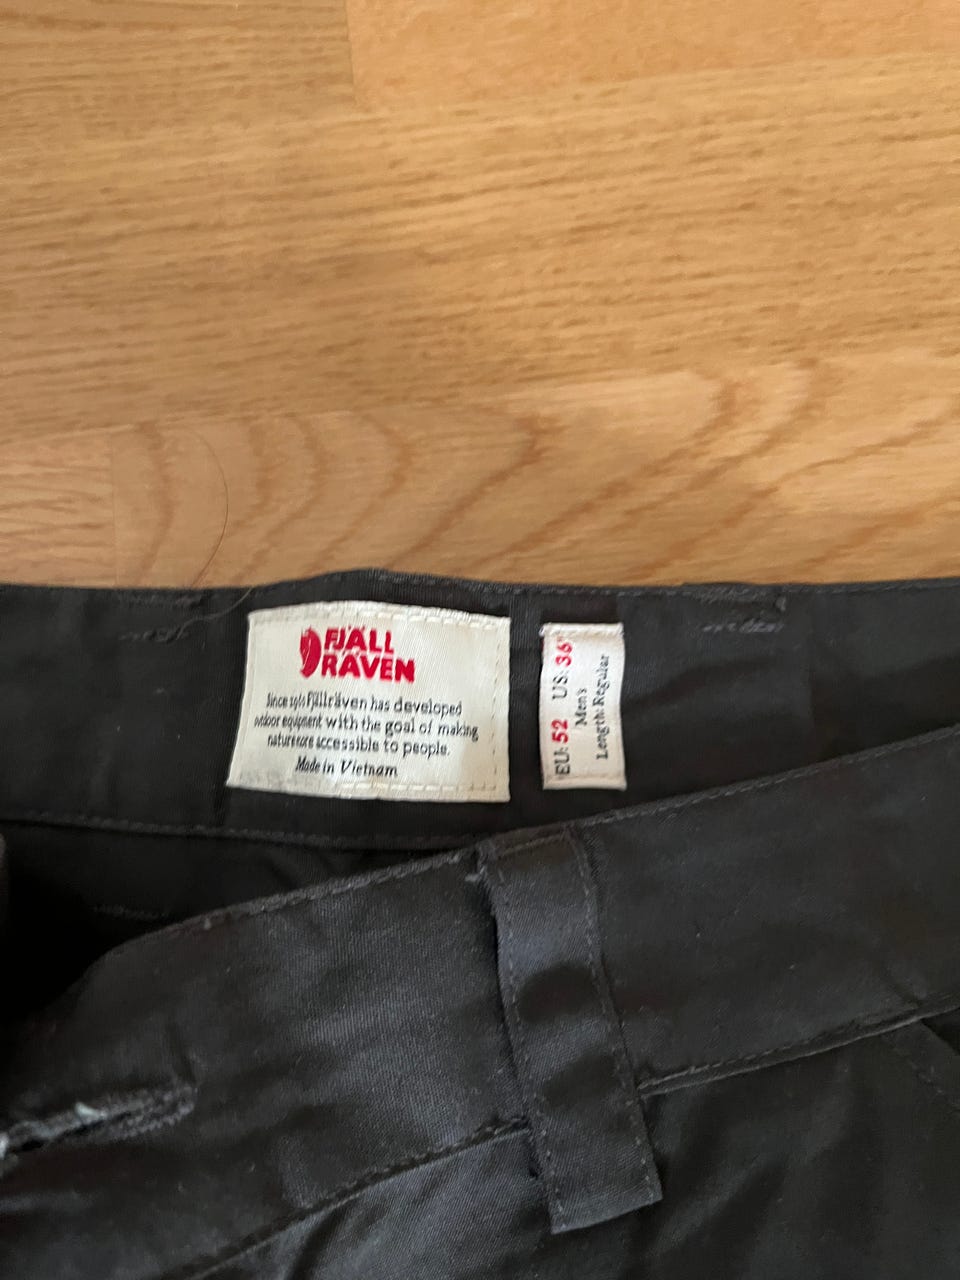 FJÄLL
RÄVEN
Since 1960 Fjällräven has developed
outdoor equipment with the goal of making
nature more accessible to people.
Made in Vietnam
EU: 52 US: 36"
Men's
Length: Regular